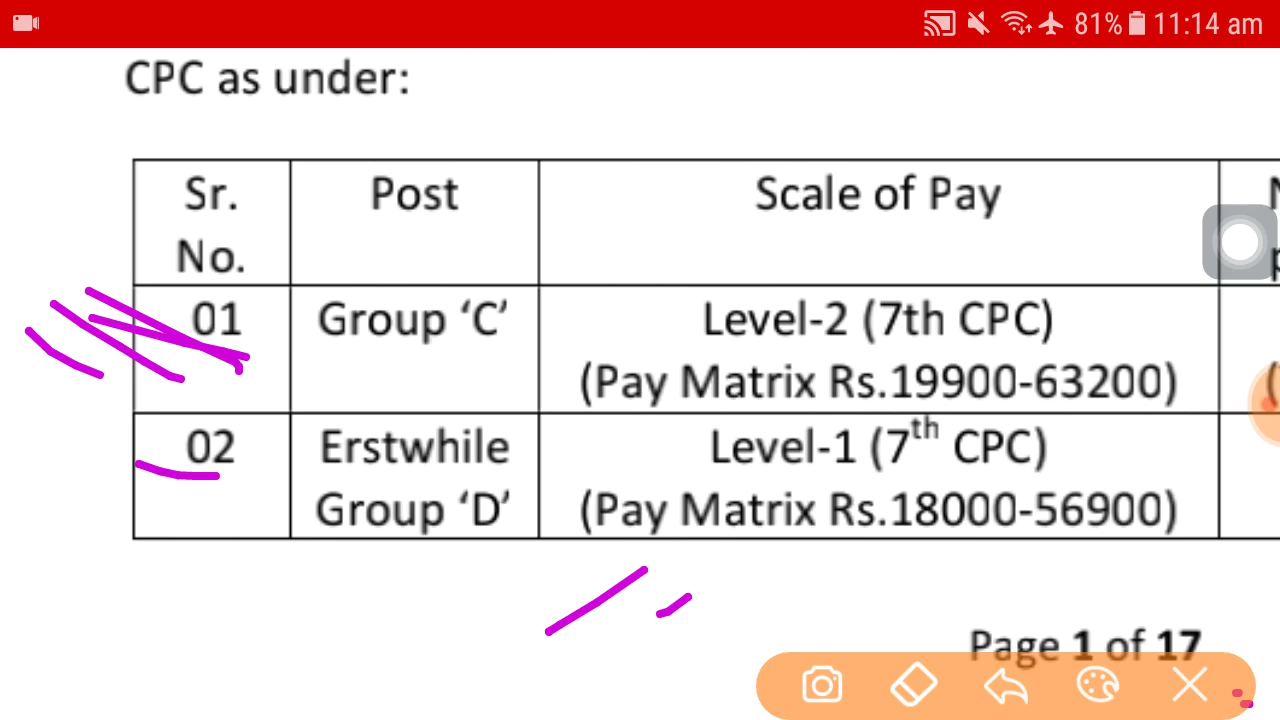 81% 11:14 am
CPC as under:
Sr. No. Post Scale of Pay
01 Group ‘C’ Level-2 (7th CPC)
(Pay Matrix Rs.19900-63200)
02 Erstwhile Group ‘D’ Level-1 (7th CPC)
(Pay Matrix Rs.18000-56900)
Page 1 of 17